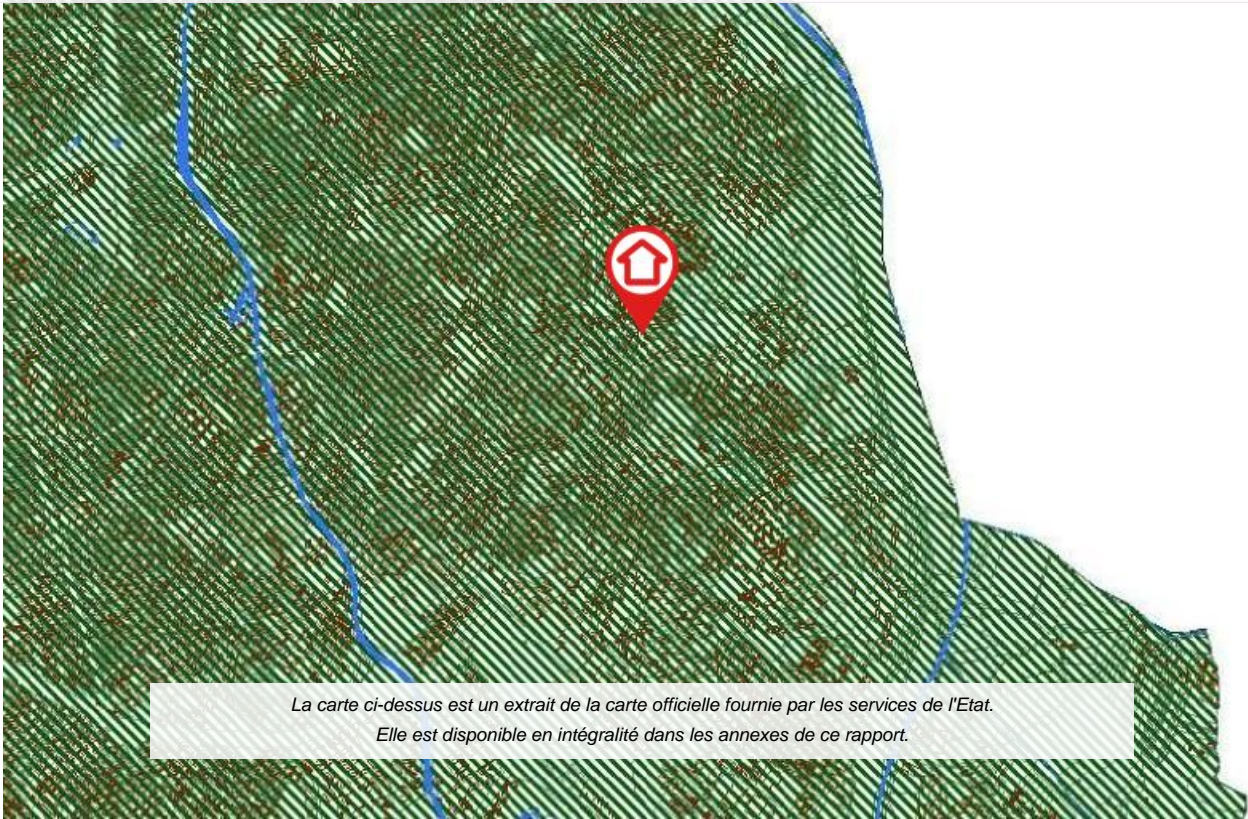 La carte ci-dessus est un extrait de la carte officielle fournie par les services de l'Etat.
Elle est disponible en intégralité dans les annexes de ce rapport.